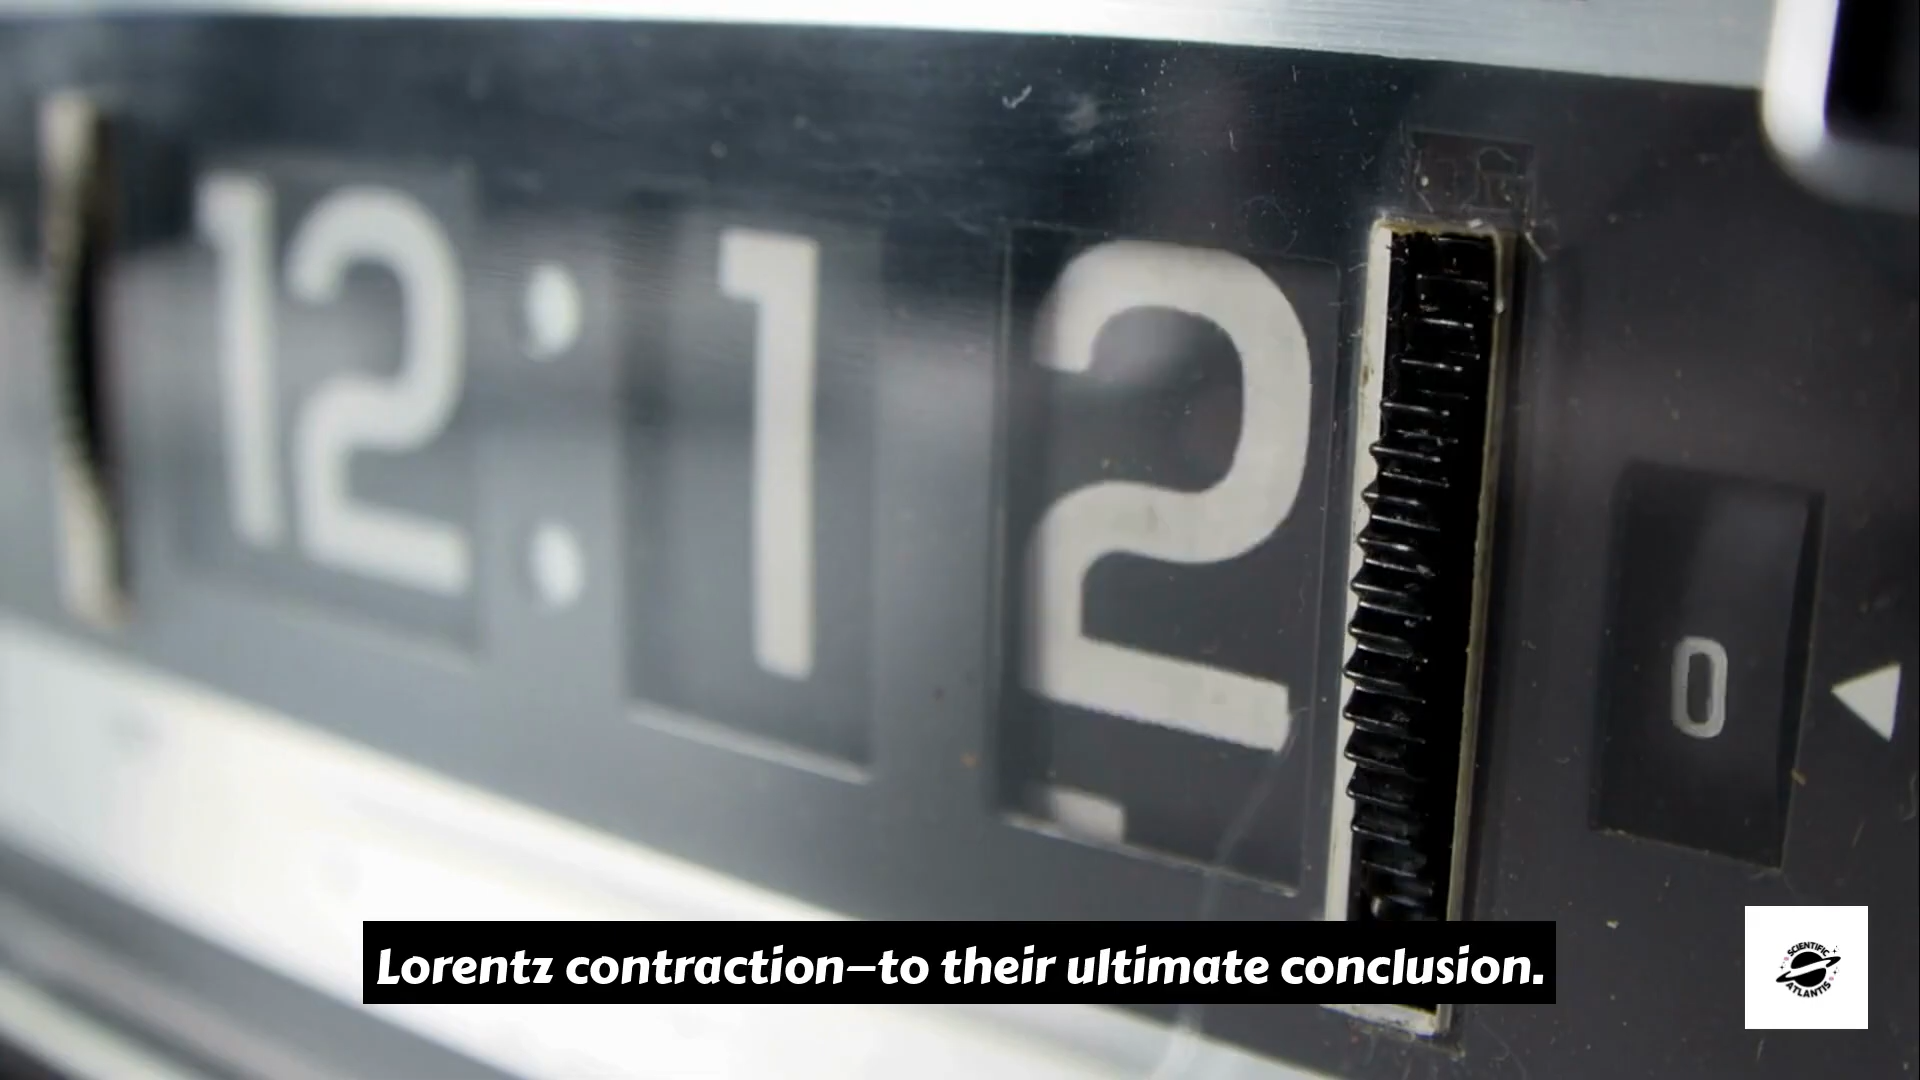 12:12
0
Lorentz contraction—to their ultimate conclusion.
SCIENTIFIC
ATLANTIS